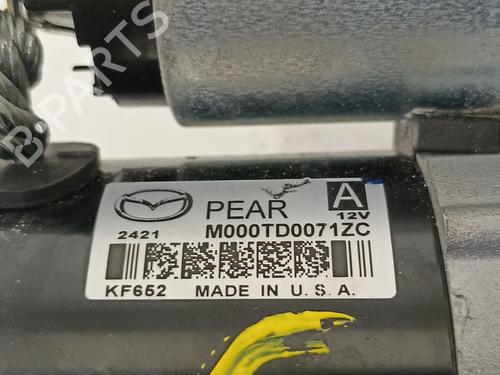 B-PARTS
PEAR A
12V
2421 M000TD0071ZC
KF652 MADE IN U.S.A.